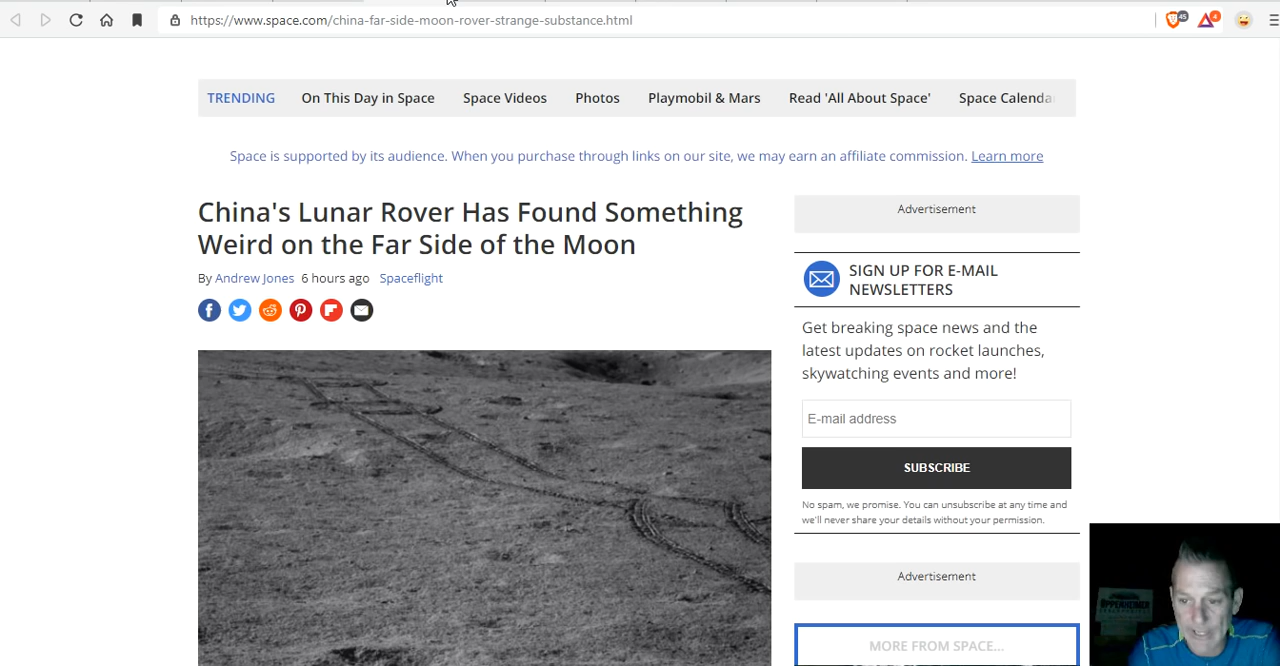 https://www.space.com/china-far-side-moon-rover-strange-substance.html
45
4
TRENDING On This Day in Space Space Videos Photos Playmobil & Mars Read 'All About Space' Space Calenda
Space is supported by its audience. When you purchase through links on our site, we may earn an affiliate commission. Learn more
China's Lunar Rover Has Found Something
Weird on the Far Side of the Moon
By Andrew Jones 6 hours ago Spaceflight
Advertisement
SIGN UP FOR E-MAIL
NEWSLETTERS
Get breaking space news and the
latest updates on rocket launches,
skywatching events and more!
E-mail address
SUBSCRIBE
No spam, we promise. You can unsubscribe at any time and
we'll never share your details without your permission.
Advertisement
MORE FROM SPACE...
OPPENHEIMER